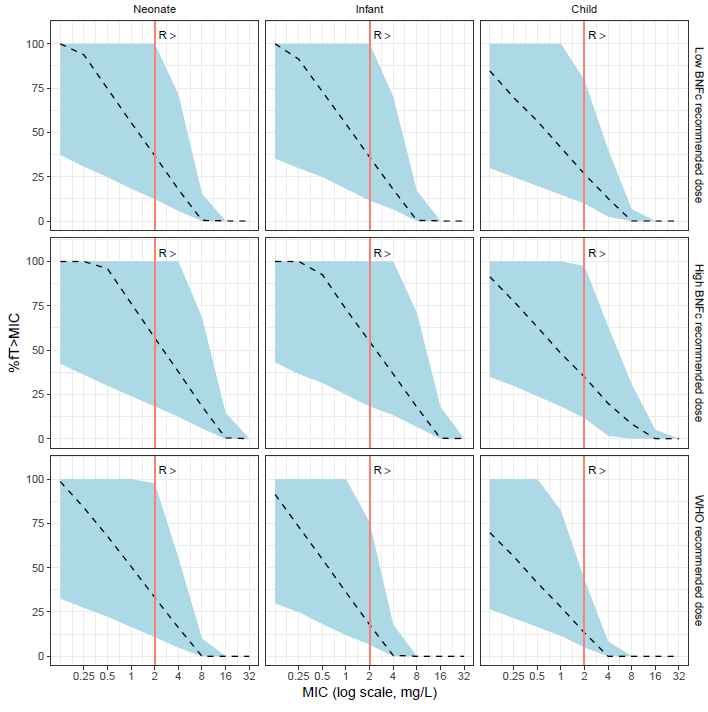 Neonate
Infant
Child
R >
R >
R >
100
75
50
25
0
Low BNFc recommended dose
R >
R >
R >
100
75
50
25
0
High BNFc recommended dose
%fT>MIC
R >
R >
R >
100
75
50
25
0
WHO recommended dose
0.25 0.5 1 2 4 8 16 32
0.25 0.5 1 2 4 8 16 32
0.25 0.5 1 2 4 8 16 32
MIC (log scale, mg/L)